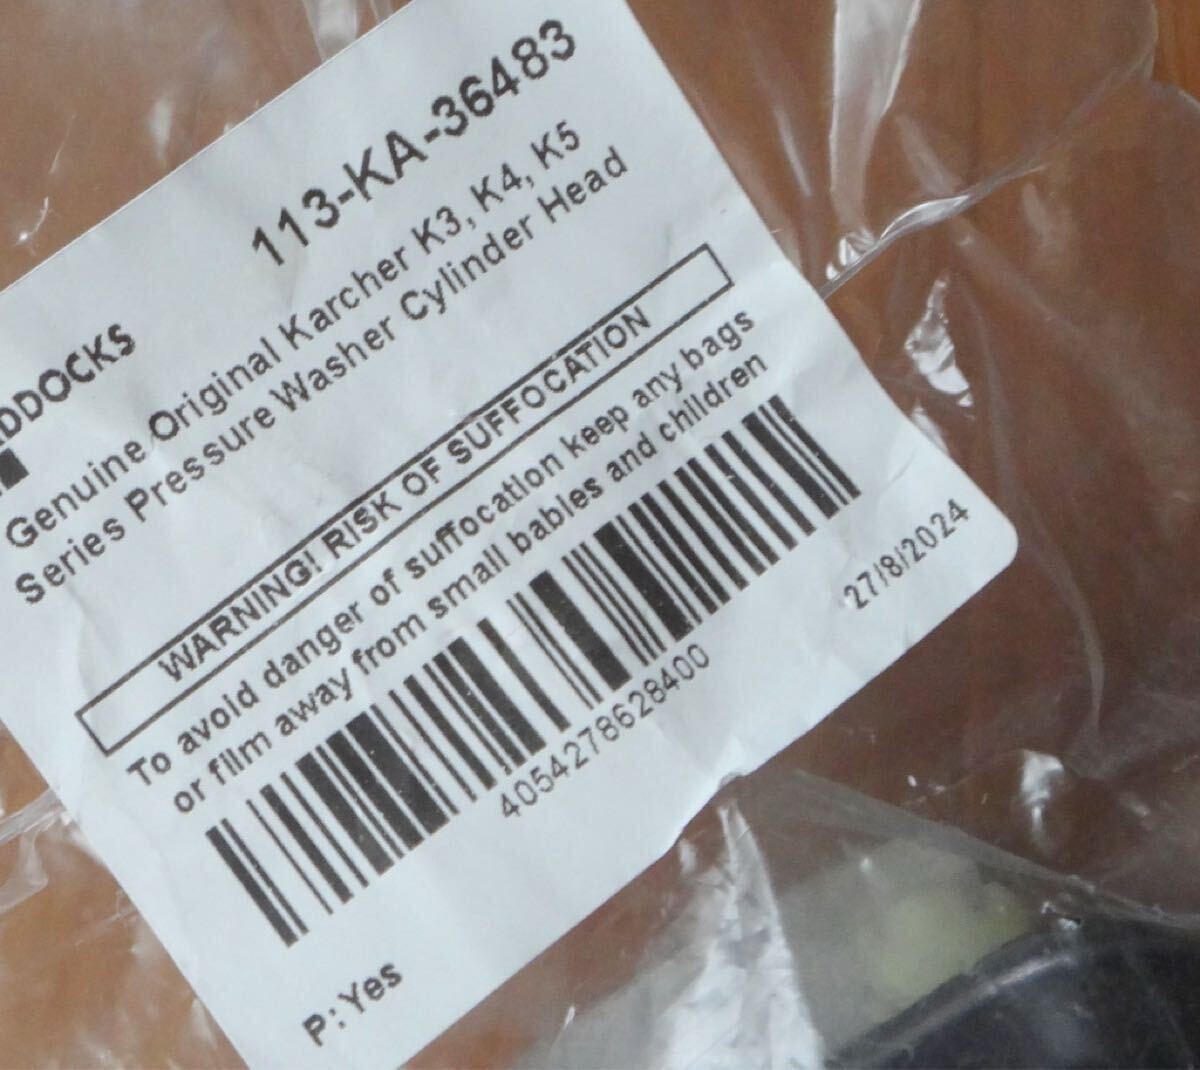 113-KA-36483
Genuine Original Karcher K3, K4, K5
Series Pressure Washer Cylinder Head
WARNING! RISK OF SUFFOCATION
To avoid danger of suffocation keep any bags
or film away from small babies and children
4054278628400
27/8/2024
P: Yes